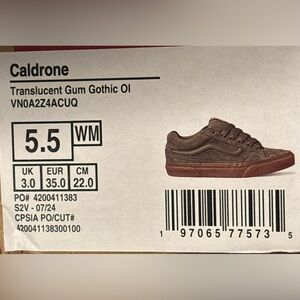 Caldrone
Translucent Gum Gothic Ol
VN0A2Z4ACUQ
5.5 WM
UK EUR CM
3.0 35.0 22.0
PO# 4200411383
S2V - 07/24
CPSIA PO/CUT#
420041138300100
1 97065 77573 5